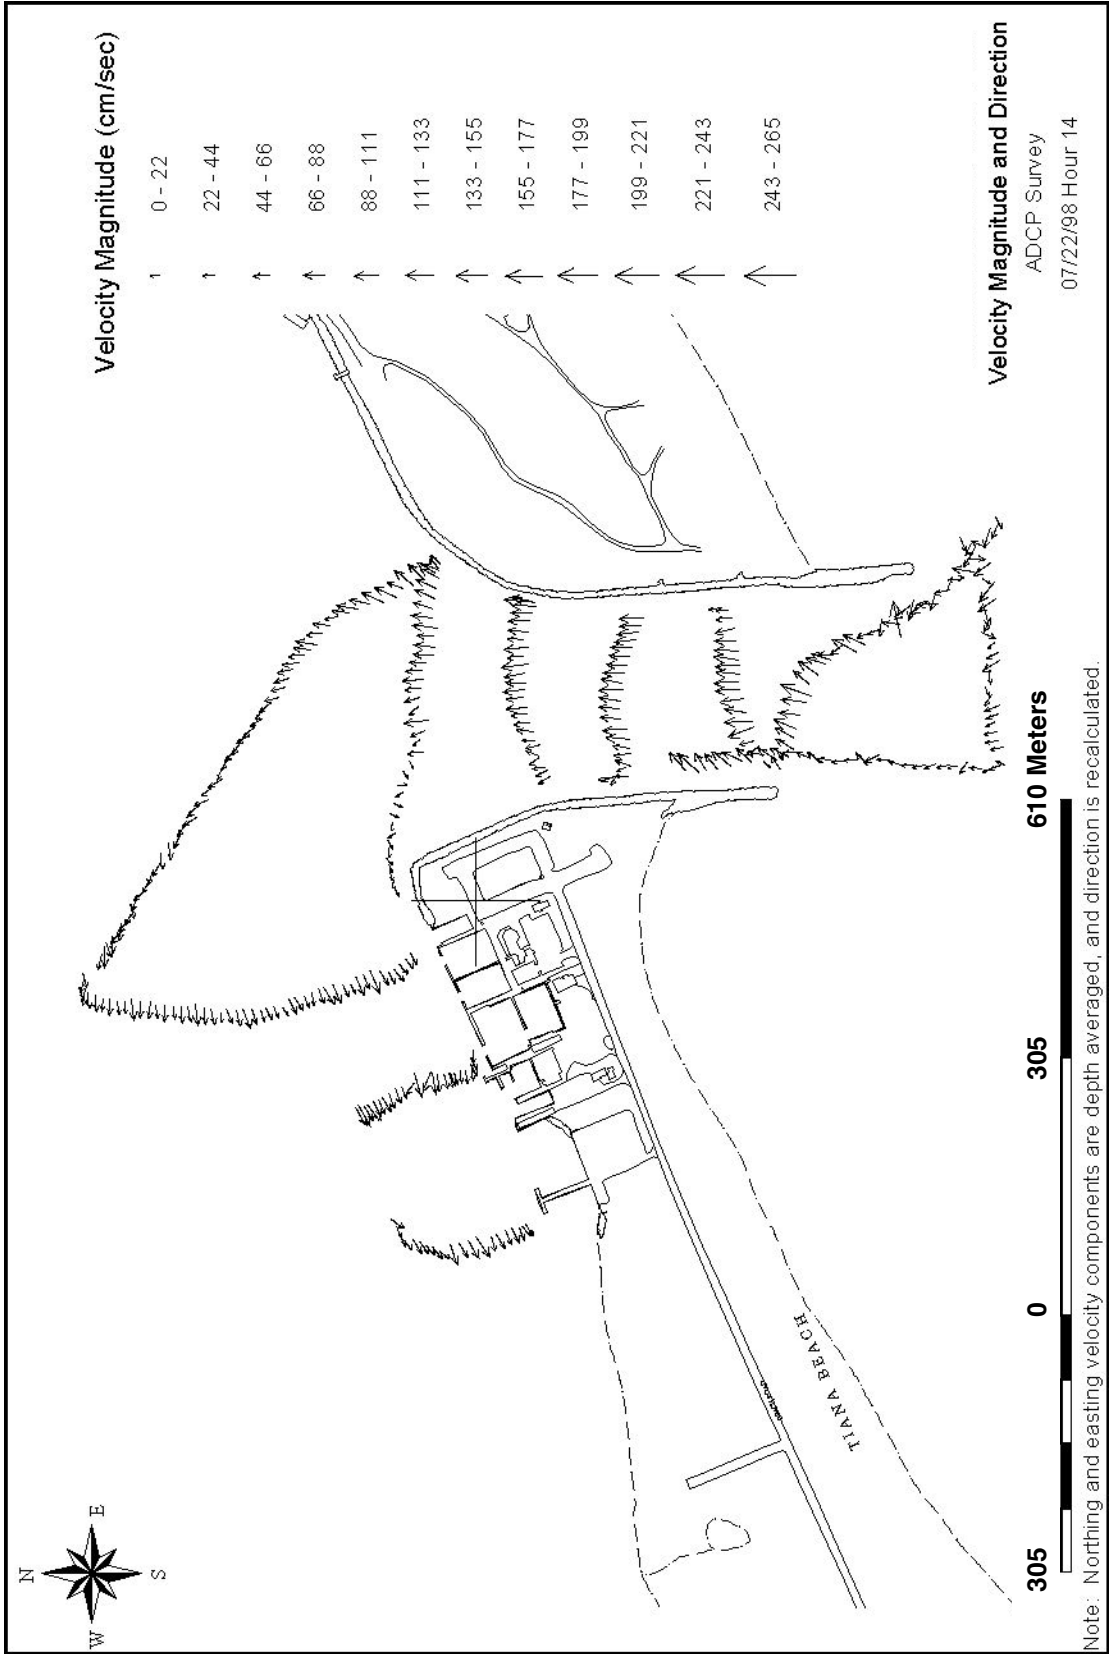 N
W
E
S
Velocity Magnitude (cm/sec)
0 - 22
22 - 44
44 - 66
66 - 88
88 - 111
111 - 133
133 - 155
155 - 177
177 - 199
199 - 221
221 - 243
243 - 265
TIANA BEACH
Velocity Magnitude and Direction
ADCP Survey
07/22/98 Hour 14
305
0
305
610 Meters
Note: Northing and easting velocity components are depth averaged, and direction is recalculated.